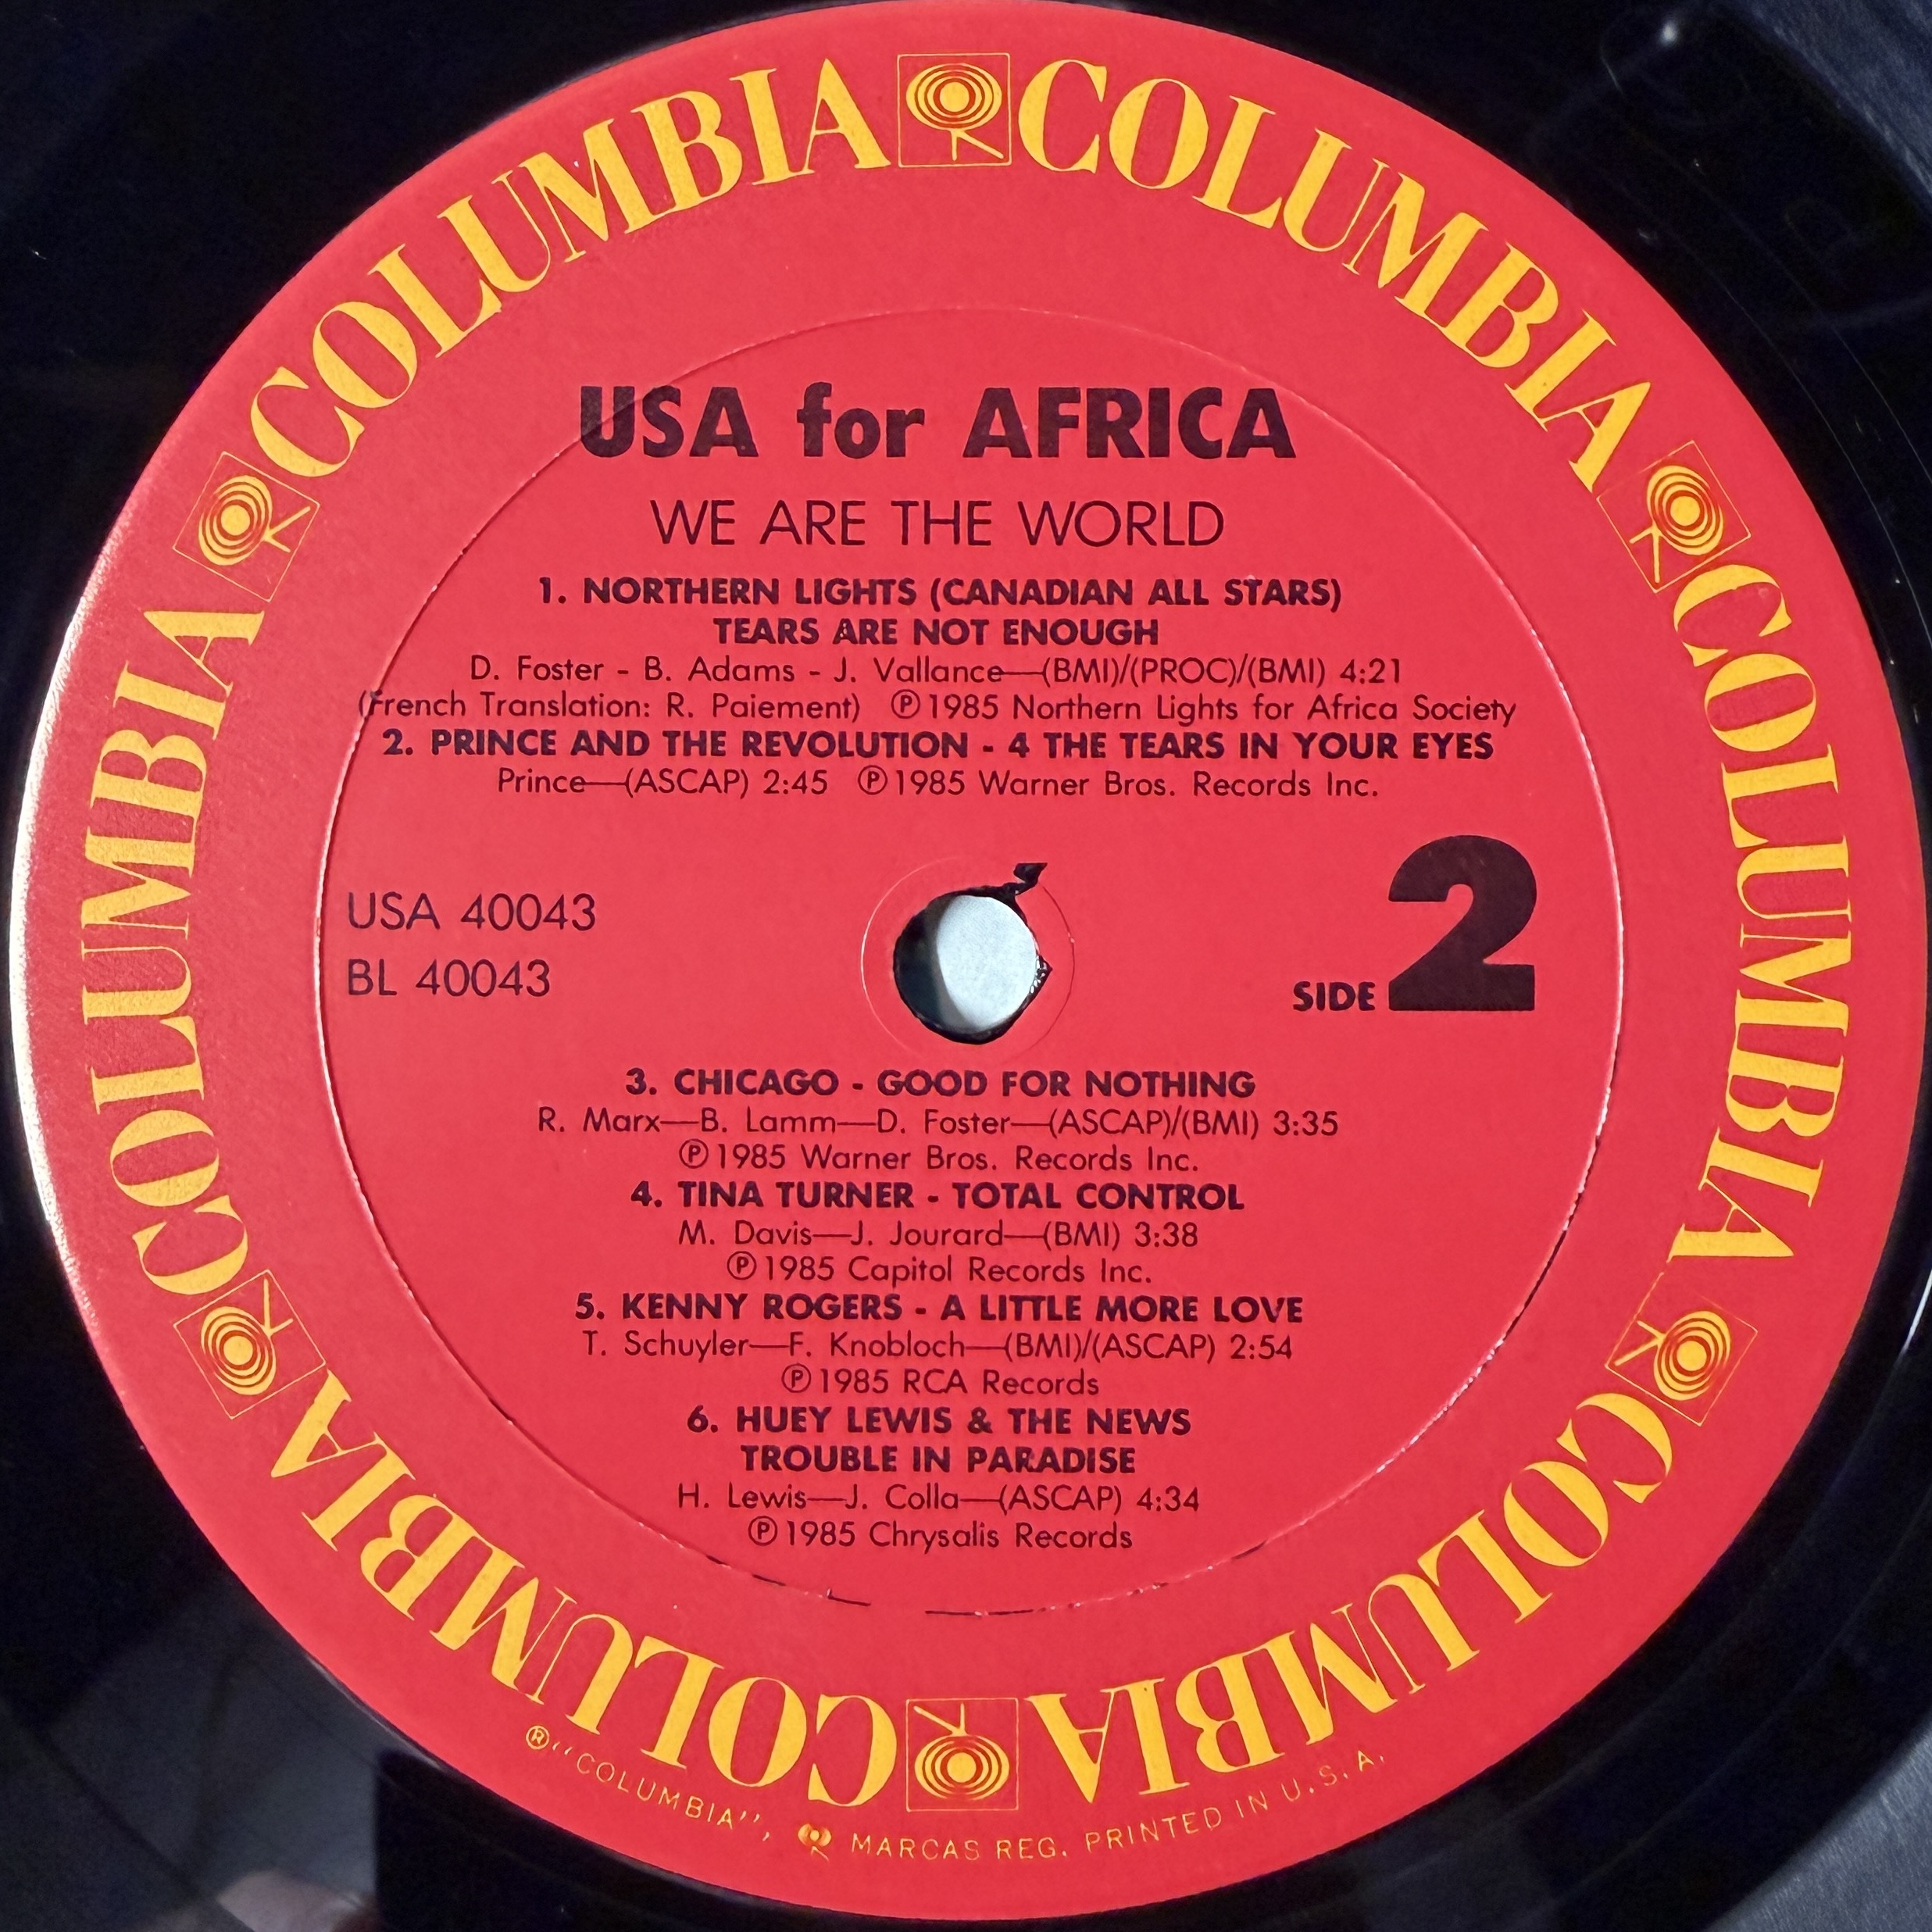 COLUMBIA COLUMBIA COLUMBIA COLUMBIA COLUMBIA COLUMBIA
USA for AFRICA
WE ARE THE WORLD
1. NORTHERN LIGHTS (CANADIAN ALL STARS)
TEARS ARE NOT ENOUGH
D. Foster - B. Adams - J. Vallance—(BMI)/(PROC)/(BMI) 4:21
(French Translation: R. Paiement) ℗1985 Northern Lights for Africa Society
2. PRINCE AND THE REVOLUTION - 4 THE TEARS IN YOUR EYES
Prince—(ASCAP) 2:45 ℗1985 Warner Bros. Records Inc.
USA 40043
BL 40043
SIDE 2
3. CHICAGO - GOOD FOR NOTHING
R. Marx—B. Lamm—D. Foster—(ASCAP)/(BMI) 3:35
℗1985 Warner Bros. Records Inc.
4. TINA TURNER - TOTAL CONTROL
M. Davis—J. Jourard—(BMI) 3:38
℗1985 Capitol Records Inc.
5. KENNY ROGERS - A LITTLE MORE LOVE
T. Schuyler—F. Knobloch—(BMI)/(ASCAP) 2:54
℗1985 RCA Records
6. HUEY LEWIS & THE NEWS
TROUBLE IN PARADISE
H. Lewis—J. Colla—(ASCAP) 4:34
℗1985 Chrysalis Records
®"COLUMBIA", MARCAS REG. PRINTED IN U.S.A.